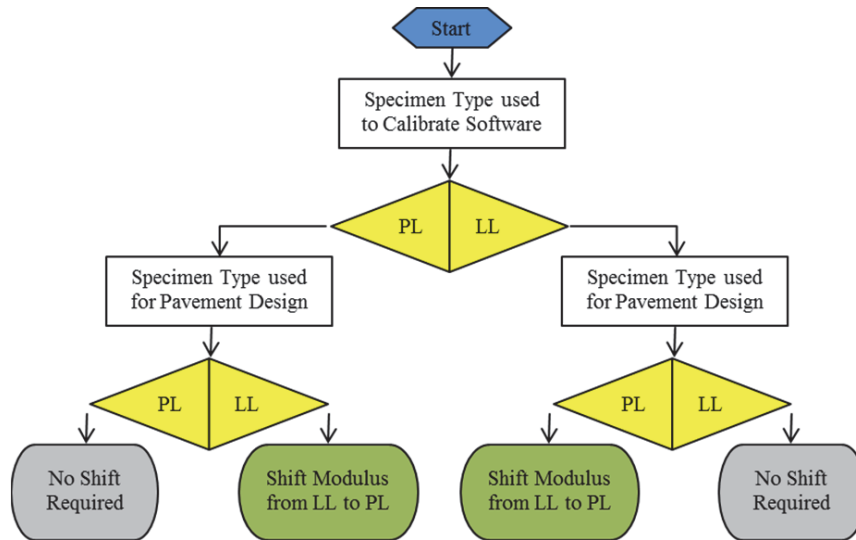 Start
Specimen Type used
to Calibrate Software
PL
LL
Specimen Type used
for Pavement Design
Specimen Type used
for Pavement Design
PL
LL
PL
LL
No Shift
Required
Shift Modulus
from LL to PL
Shift Modulus
from LL to PL
No Shift
Required